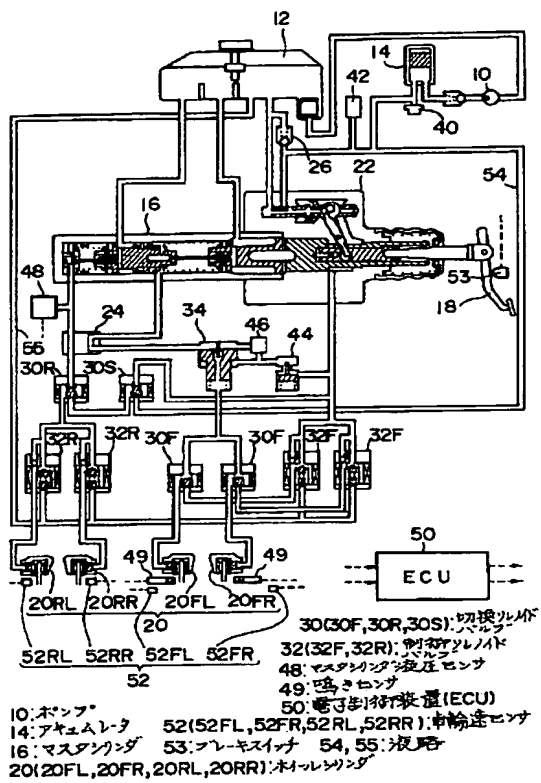 12
14
42
10
40
26
22
54
16
53
18
48
24
34
46
44
55
30R
30S
32R
32R
30F
30F
32F
32F
50
ECU
49
49
20RL
20RR
20FL
20FR
20
52RL
52RR
52FL
52FR
52
30(30F,30R,30S):切換ソレノイドバルブ
32(32F,32R):制御ソレノイドバルブ
48:マスタシリンダ液圧センサ
49:鳴きセンサ
50:電子制御装置(ECU)
10:ポンプ
14:アキュムレータ
52(52FL,52FR,52RL,52RR):車輪速センサ
16:マスタシリンダ
53:ブレーキスイッチ
54,55:液路
20(20FL,20FR,20RL,20RR):ホイールシリンダ